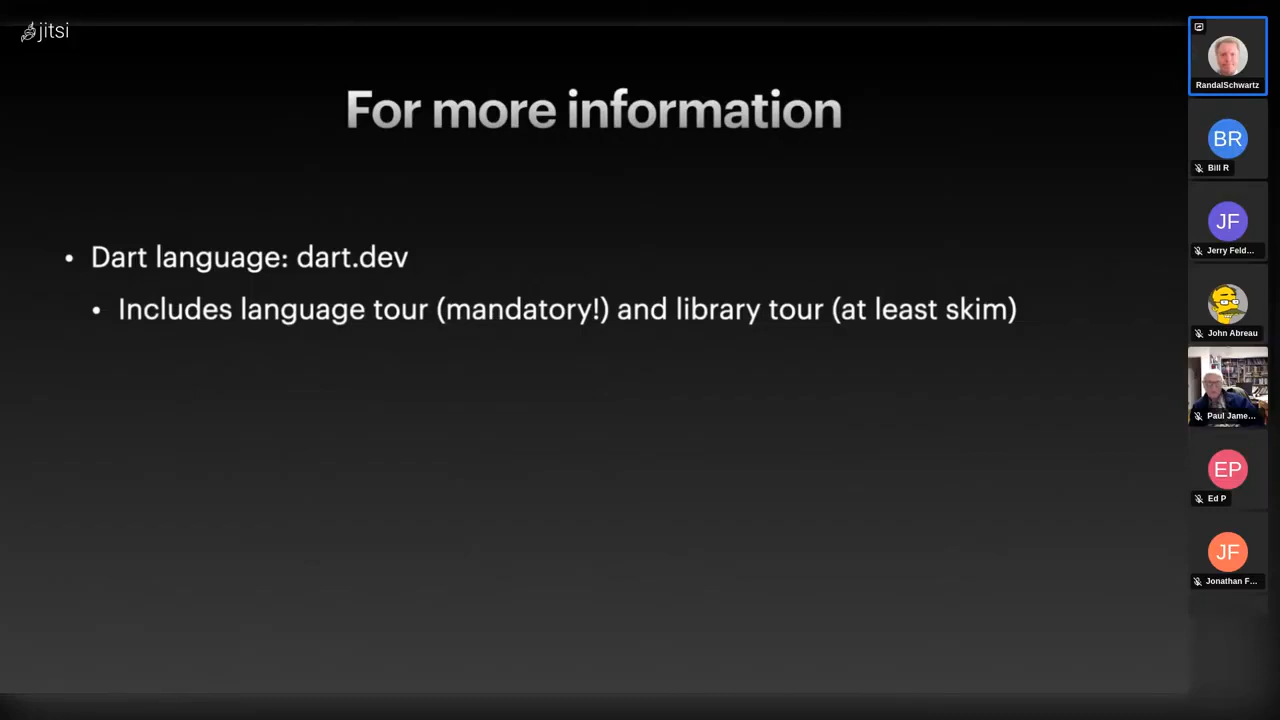 jitsi
For more information
• Dart language: dart.dev
• Includes language tour (mandatory!) and library tour (at least skim)
RandalSchwartz
BR
Bill R
JF
Jerry Feld...
John Abreau
Paul Jame...
EP
Ed P
JF
Jonathan F...